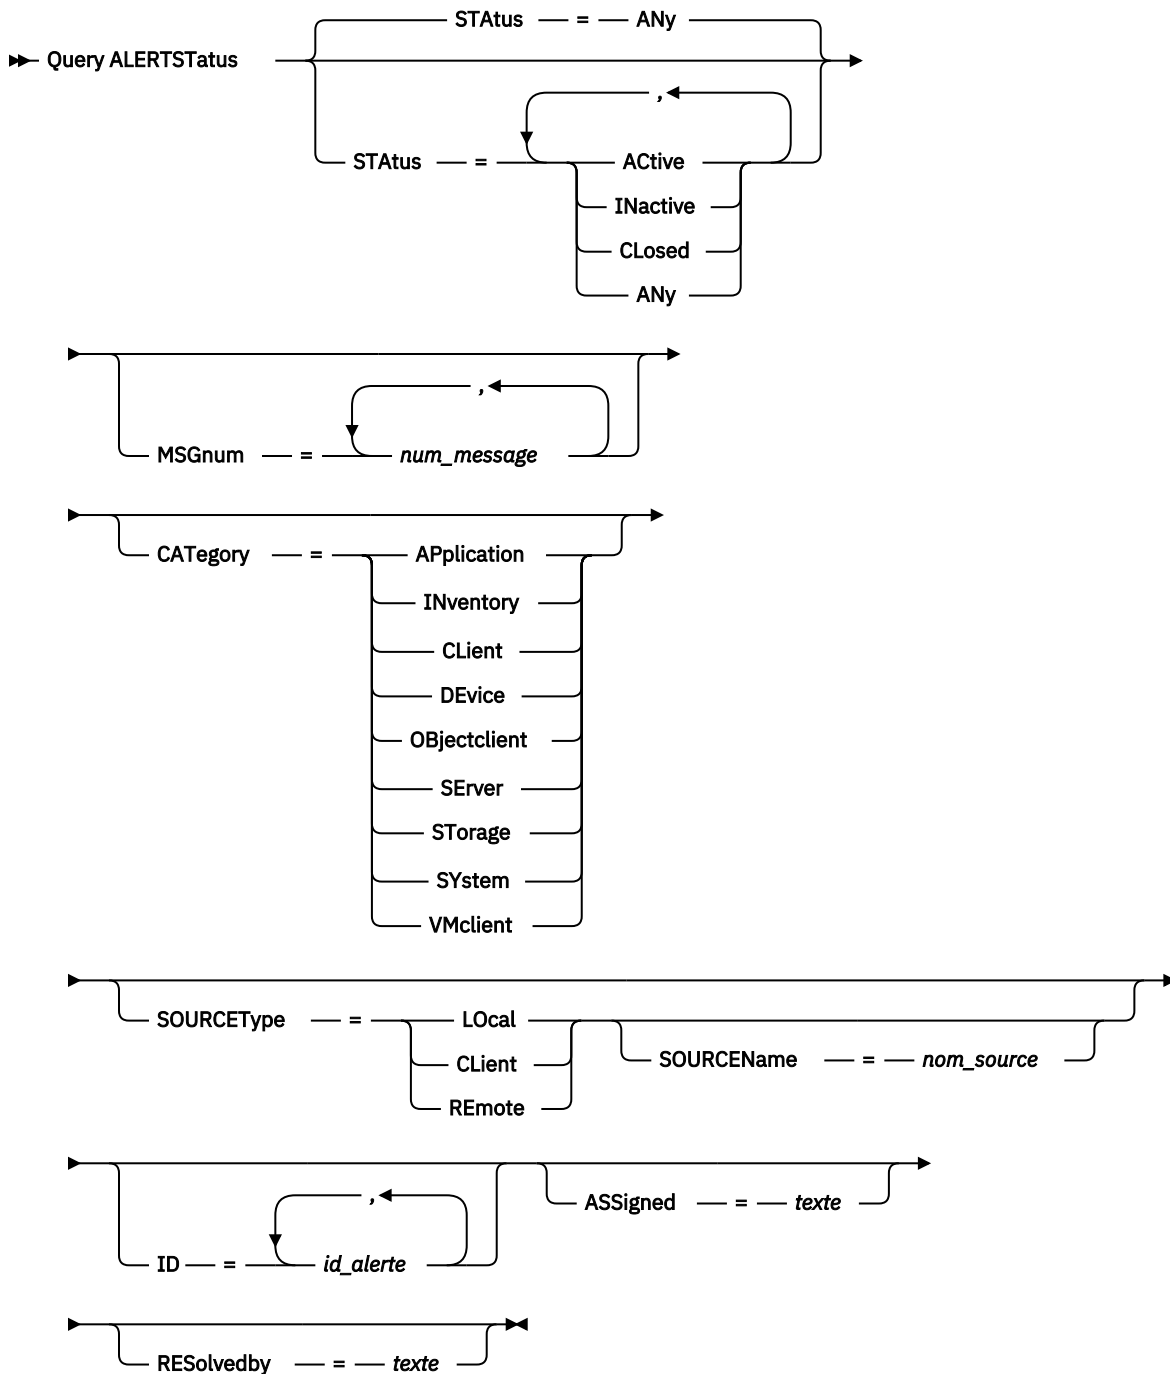 STAtus = ANy
Query ALERTSTatus
,
STAtus = ACtive
INactive
CLosed
ANy
,
MSGnum = num_message
CATegory = APplication
INventory
CLient
DEvice
OBjectclient
SErver
STorage
SYstem
VMclient
SOURCEType = LOcal
SOURCEName = nom_source
CLient
REmote
,
ASSigned = texte
ID = id_alerte
RESolvedby = texte